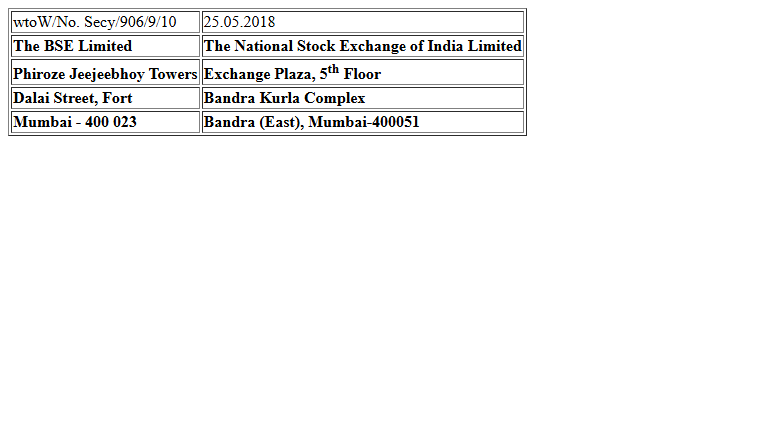 wtoW/No. Secy/906/9/10 25.05.2018
The BSE Limited The National Stock Exchange of India Limited
Phiroze Jeejeebhoy Towers Exchange Plaza, 5th Floor
Dalai Street, Fort Bandra Kurla Complex
Mumbai - 400 023 Bandra (East), Mumbai-400051